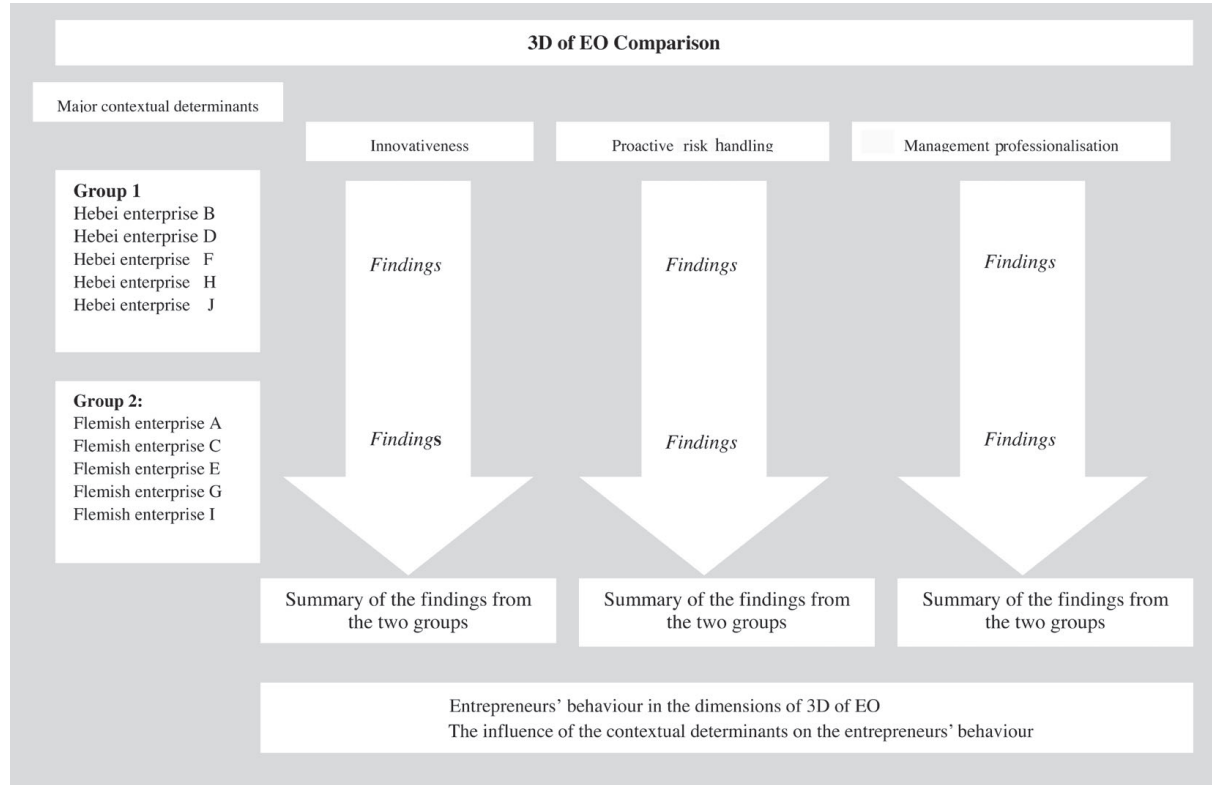 3D of EO Comparison
Major contextual determinants
Innovativeness
Proactive risk handling
Management professionalisation
Group 1
Hebei enterprise B
Hebei enterprise D
Hebei enterprise F
Hebei enterprise H
Hebei enterprise J
Findings
Findings
Findings
Group 2:
Flemish enterprise A
Flemish enterprise C
Flemish enterprise E
Flemish enterprise G
Flemish enterprise I
Findings
Findings
Findings
Summary of the findings from
the two groups
Summary of the findings from
the two groups
Summary of the findings from
the two groups
Entrepreneurs’ behaviour in the dimensions of 3D of EO
The influence of the contextual determinants on the entrepreneurs’ behaviour